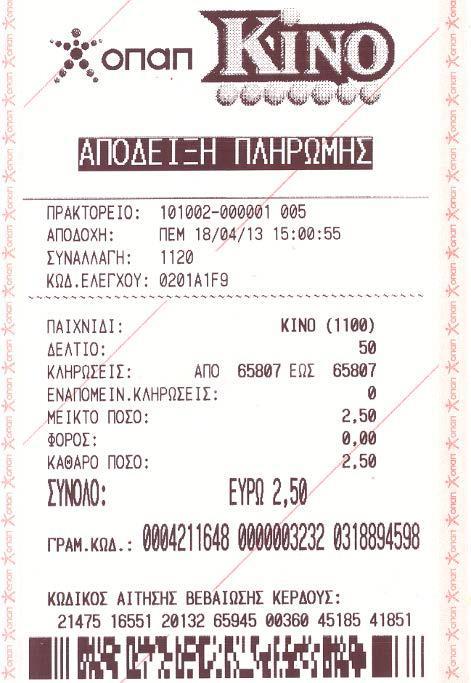 οπαπ ΚΙΝΟ
ΑΠΟΔΕΙΞΗ ΠΛΗΡΩΜΗΣ
ΠΡΑΚΤΟΡΕΙΟ: 101002-000001 005
ΑΠΟΔΟΧΗ: ΠΕΜ 18/04/13 15:00:55
ΣΥΝΑΛΛΑΓΗ: 1120
ΚΩΔ.ΕΛΕΓΧΟΥ: 0201A1F9
ΠΑΙΧΝΙΔΙ: ΚΙΝΟ (1100)
ΔΕΛΤΙΟ: 50
ΚΛΗΡΩΣΕΙΣ: ΑΠΟ 65807 ΕΩΣ 65807
ΕΝΑΠΟΜΕΙΝ.ΚΛΗΡΩΣΕΙΣ: 0
ΜΕΙΚΤΟ ΠΟΣΟ: 2,50
ΦΟΡΟΣ: 0,00
ΚΑΘΑΡΟ ΠΟΣΟ: 2,50
ΣΥΝΟΛΟ: ΕΥΡΩ 2,50
ΓΡΑΜ.ΚΩΔ.: 0004211648 0000003232 0318894598
ΚΩΔΙΚΟΣ ΑΙΤΗΣΗΣ ΒΕΒΑΙΩΣΗΣ ΚΕΡΔΟΥΣ:
21475 16551 20132 65945 00360 45185 41851